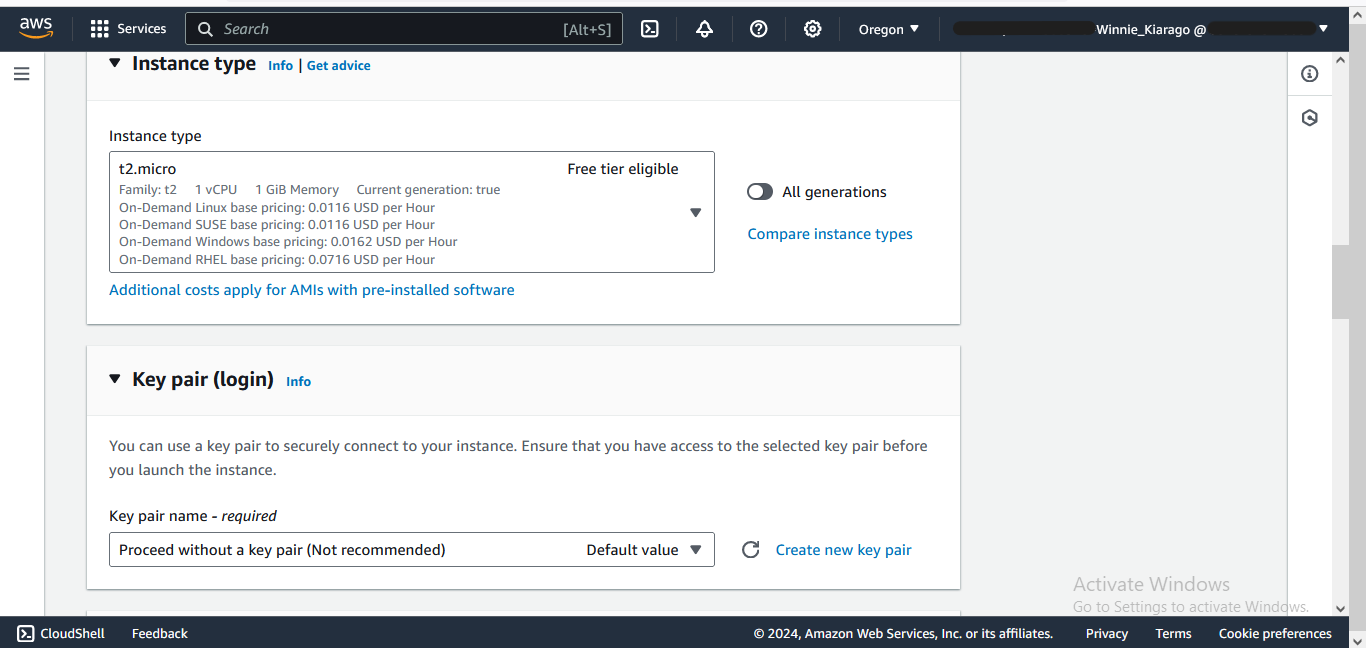 aws
Services
Search
[Alt+S]
Oregon
Winnie_Kiarago @
Instance type
Info | Get advice
Instance type
t2.micro
Free tier eligible
Family: t2 1 vCPU 1 GiB Memory Current generation: true
On-Demand Linux base pricing: 0.0116 USD per Hour
On-Demand SUSE base pricing: 0.0116 USD per Hour
On-Demand Windows base pricing: 0.0162 USD per Hour
On-Demand RHEL base pricing: 0.0716 USD per Hour
All generations
Compare instance types
Additional costs apply for AMIs with pre-installed software
Key pair (login)
Info
You can use a key pair to securely connect to your instance. Ensure that you have access to the selected key pair before
you launch the instance.
Key pair name - required
Proceed without a key pair (Not recommended)
Default value
Create new key pair
Activate Windows
Go to Settings to activate Windows.
CloudShell
Feedback
© 2024, Amazon Web Services, Inc. or its affiliates.
Privacy
Terms
Cookie preferences